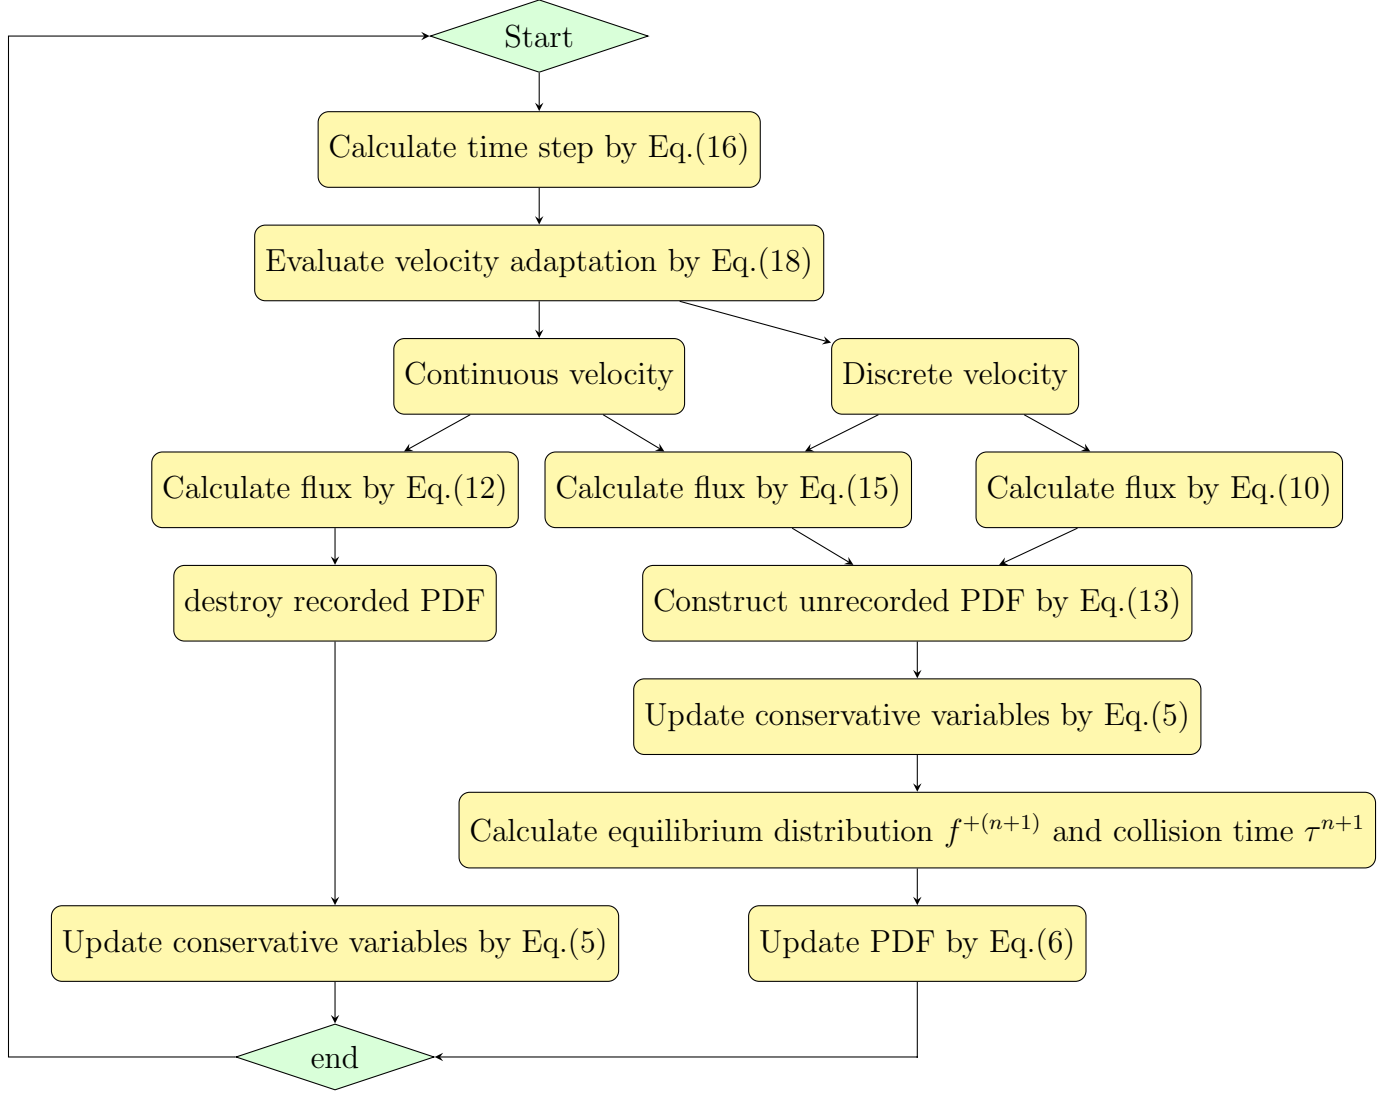 Start
Calculate time step by Eq.(16)
Evaluate velocity adaptation by Eq.(18)
Continuous velocity
Discrete velocity
Calculate flux by Eq.(12)
Calculate flux by Eq.(15)
Calculate flux by Eq.(10)
destroy recorded PDF
Construct unrecorded PDF by Eq.(13)
Update conservative variables by Eq.(5)
Calculate equilibrium distribution $f^{+(n+1)}$ and collision time $\tau^{n+1}$
Update conservative variables by Eq.(5)
Update PDF by Eq.(6)
end